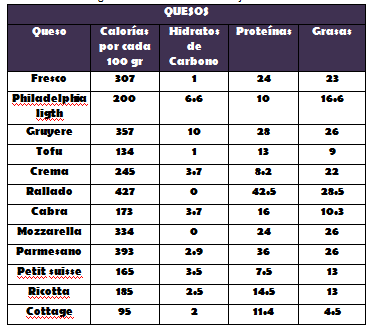 QUESOS
Queso Calorías por cada 100 gr Hidratos de Carbono Proteínas Grasas
Fresco 307 1 24 23
Philadelphia ligth 200 6.6 10 16.6
Gruyere 357 10 28 26
Tofu 134 1 13 9
Crema 245 3.7 8.2 22
Rallado 427 0 42.5 28.5
Cabra 173 3.7 16 10.3
Mozzarella 334 0 24 26
Parmesano 393 2.9 36 26
Petit suisse 165 3.5 7.5 13
Ricotta 185 2.5 14.5 13
Cottage 95 2 11.4 4.5